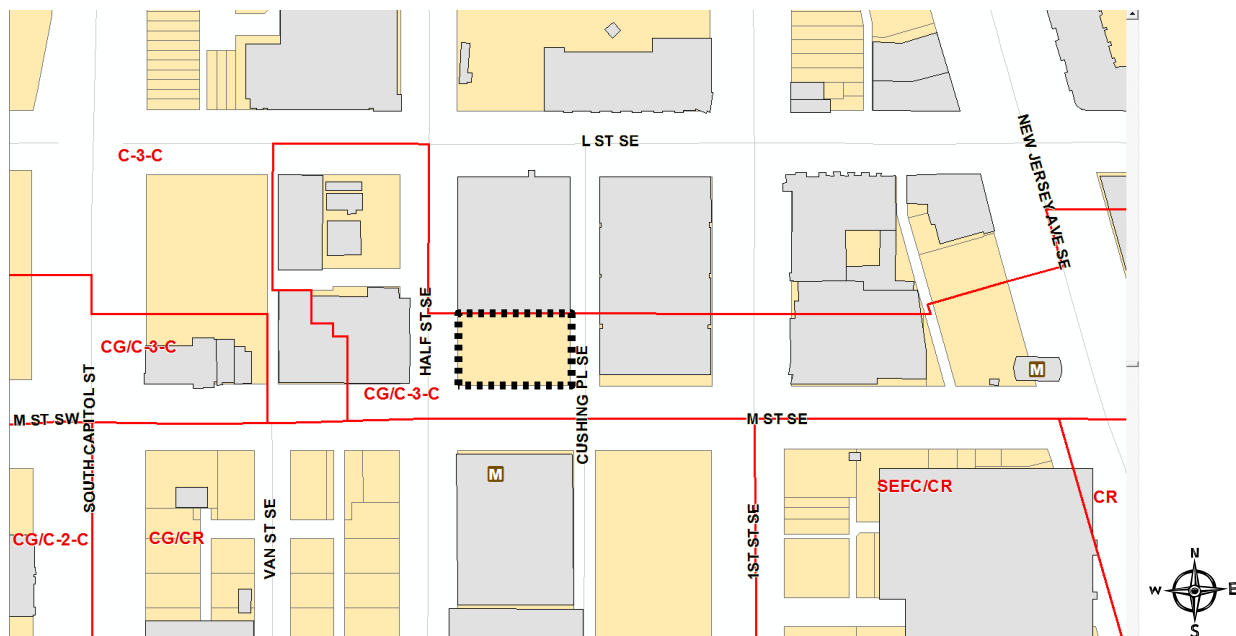 L ST SE
C-3-C
NEW JERSEY AVE SE
HALF ST SE
CG/C-3-C
CUSHING PL SE
M
CG/C-3-C
SOUTH CAPITOL ST
M ST SW
M ST SE
M
SEFC/CR
CR
1ST ST SE
VAN ST SE
CG/C-2-C
CG/CR
N
W
E
S